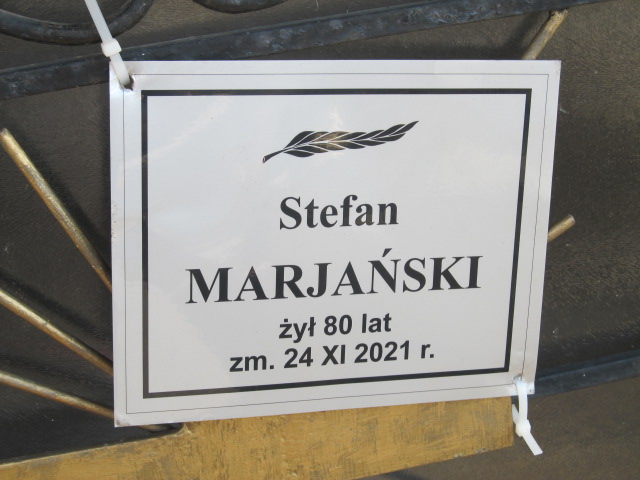 Stefan
MARJAŃSKI
żył 80 lat
zm. 24 XI 2021 r.